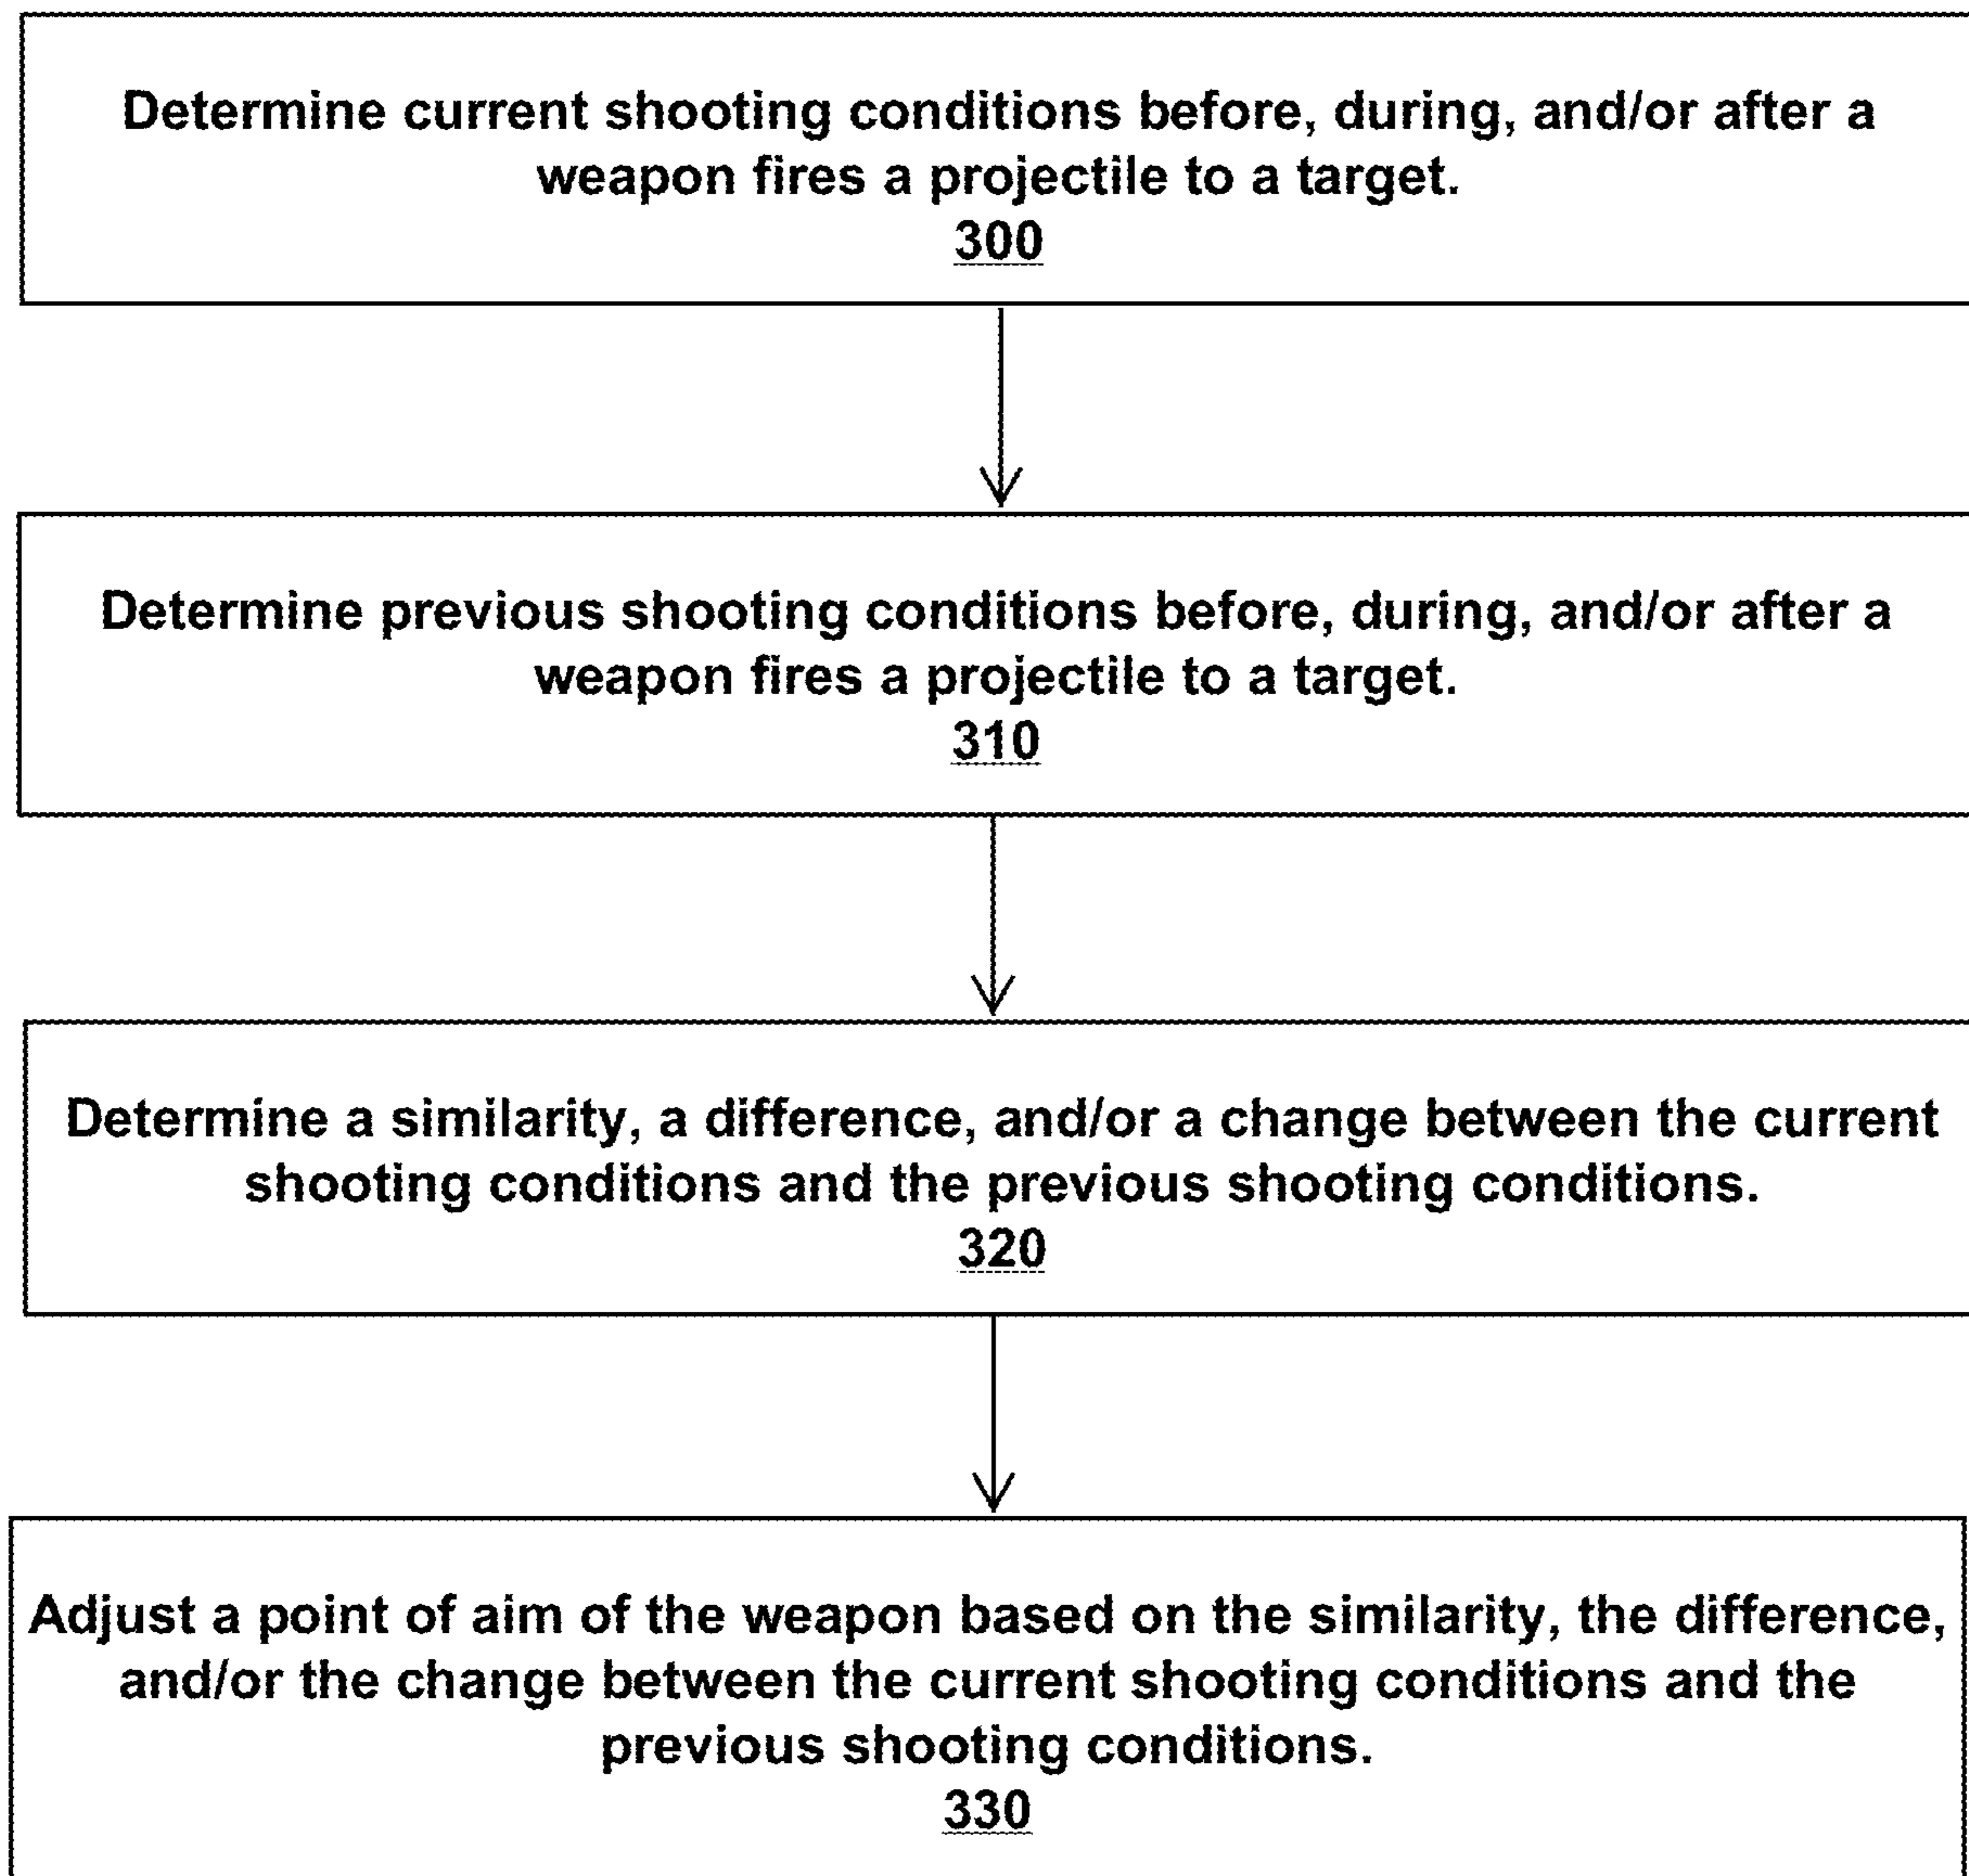 Determine current shooting conditions before, during, and/or after a
weapon fires a projectile to a target.
300
Determine previous shooting conditions before, during, and/or after a
weapon fires a projectile to a target.
310
Determine a similarity, a difference, and/or a change between the current
shooting conditions and the previous shooting conditions.
320
Adjust a point of aim of the weapon based on the similarity, the difference,
and/or the change between the current shooting conditions and the
previous shooting conditions.
330